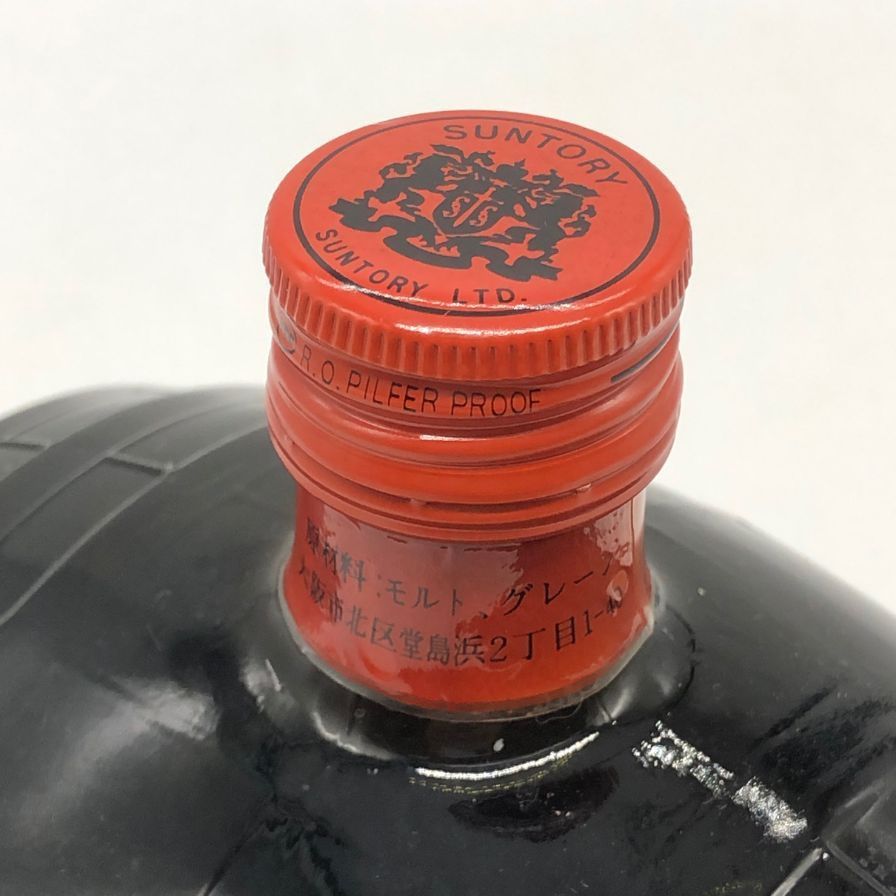 SUNTORY
SUNTORY LTD.
R.O. PILFER PROOF
原材料:モルト、グレーン
大阪市北区堂島浜2丁目1-40